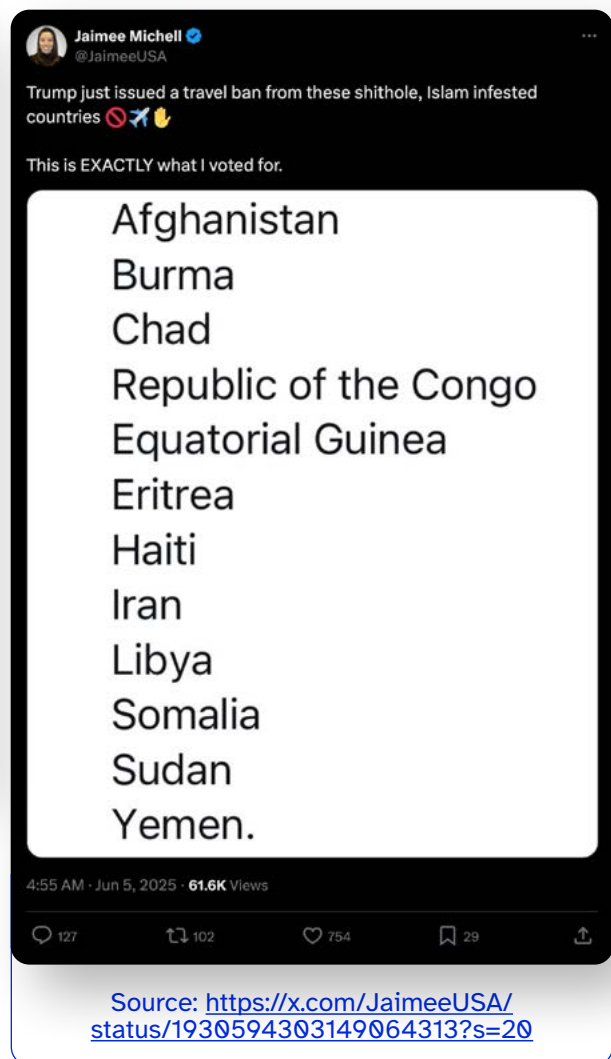 Jaimee Michell
@JaimeeUSA
Trump just issued a travel ban from these shithole, Islam infested
countries 🚫✈️✋
This is EXACTLY what I voted for.
Afghanistan
Burma
Chad
Republic of the Congo
Equatorial Guinea
Eritrea
Haiti
Iran
Libya
Somalia
Sudan
Yemen.
4:55 AM · Jun 5, 2025 · 61.6K Views
127 102 754 29
Source: https://x.com/JaimeeUSA/
status/1930594303149064313?s=20